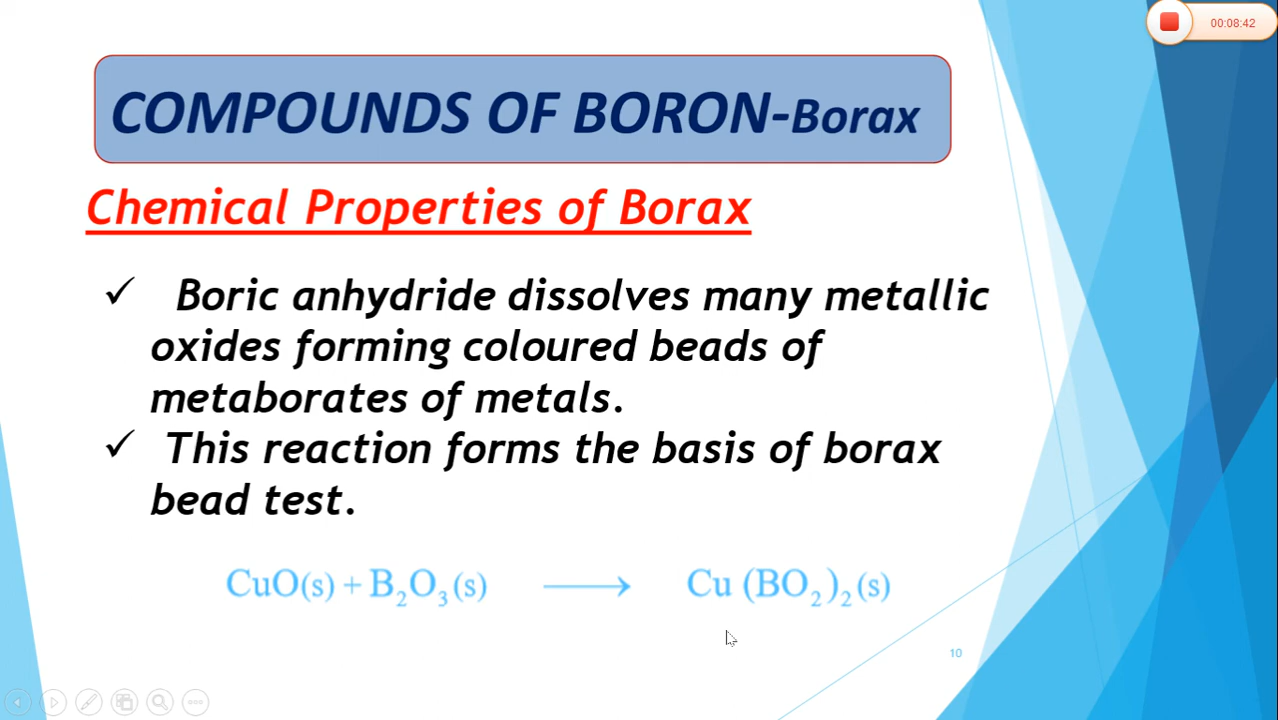 00:08:42
COMPOUNDS OF BORON-Borax
Chemical Properties of Borax
✓ Boric anhydride dissolves many metallic
oxides forming coloured beads of
metaborates of metals.
✓ This reaction forms the basis of borax
bead test.
CuO(s) + B₂O₃(s) ⟶ Cu (BO₂)₂(s)
10